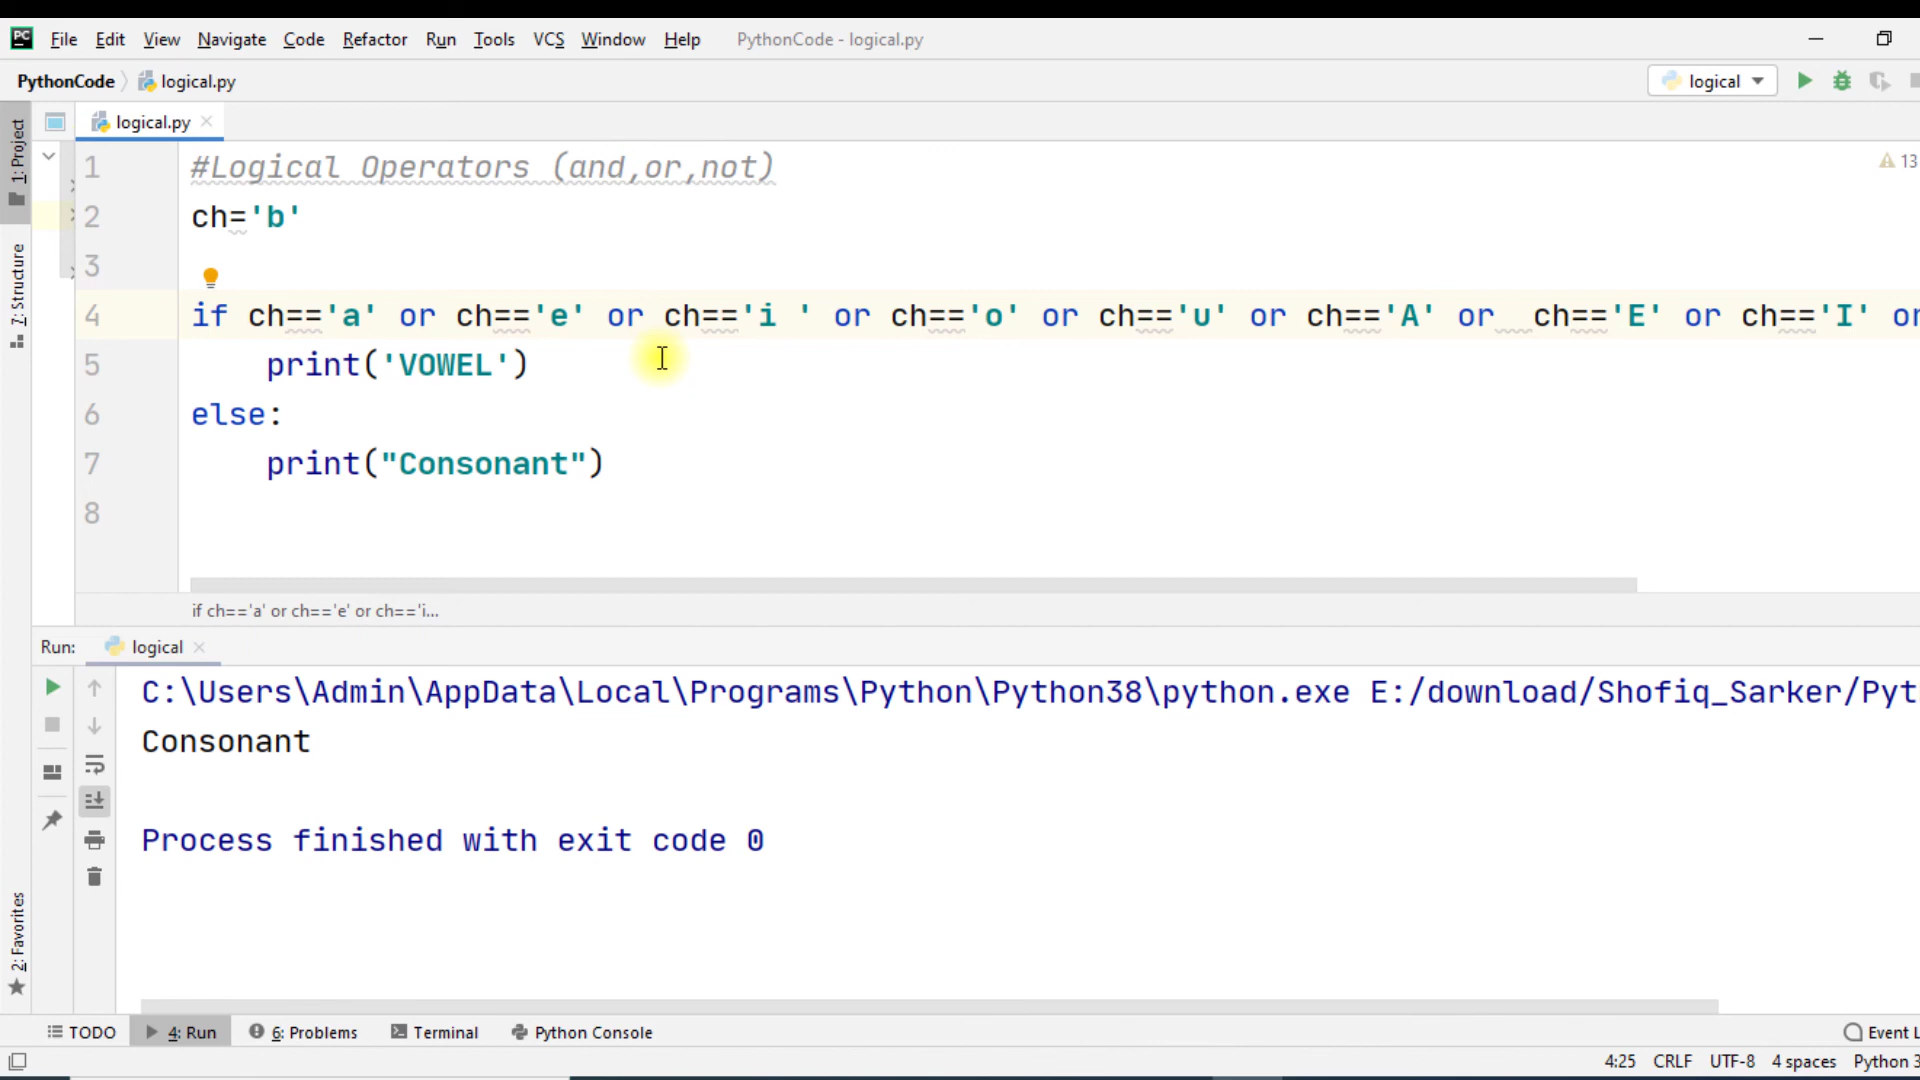 PC File Edit View Navigate Code Refactor Run Tools VCS Window Help PythonCode - logical.py
PythonCode logical.py logical
logical.py
1: Project
7: Structure
2: Favorites
1 #Logical Operators (and,or,not) 13
2 ch='b'
3
4 if ch=='a' or ch=='e' or ch=='i ' or ch=='o' or ch=='u' or ch=='A' or  ch=='E' or ch=='I' or
5 print('VOWEL')
6 else:
7 print("Consonant")
8
if ch=='a' or ch=='e' or ch=='i...
Run: logical
C:\Users\Admin\AppData\Local\Programs\Python\Python38\python.exe E:/download/Shofiq_Sarker/Pyt
Consonant
Process finished with exit code 0
TODO 4: Run 6: Problems Terminal Python Console Event L
4:25 CRLF UTF-8 4 spaces Python 3